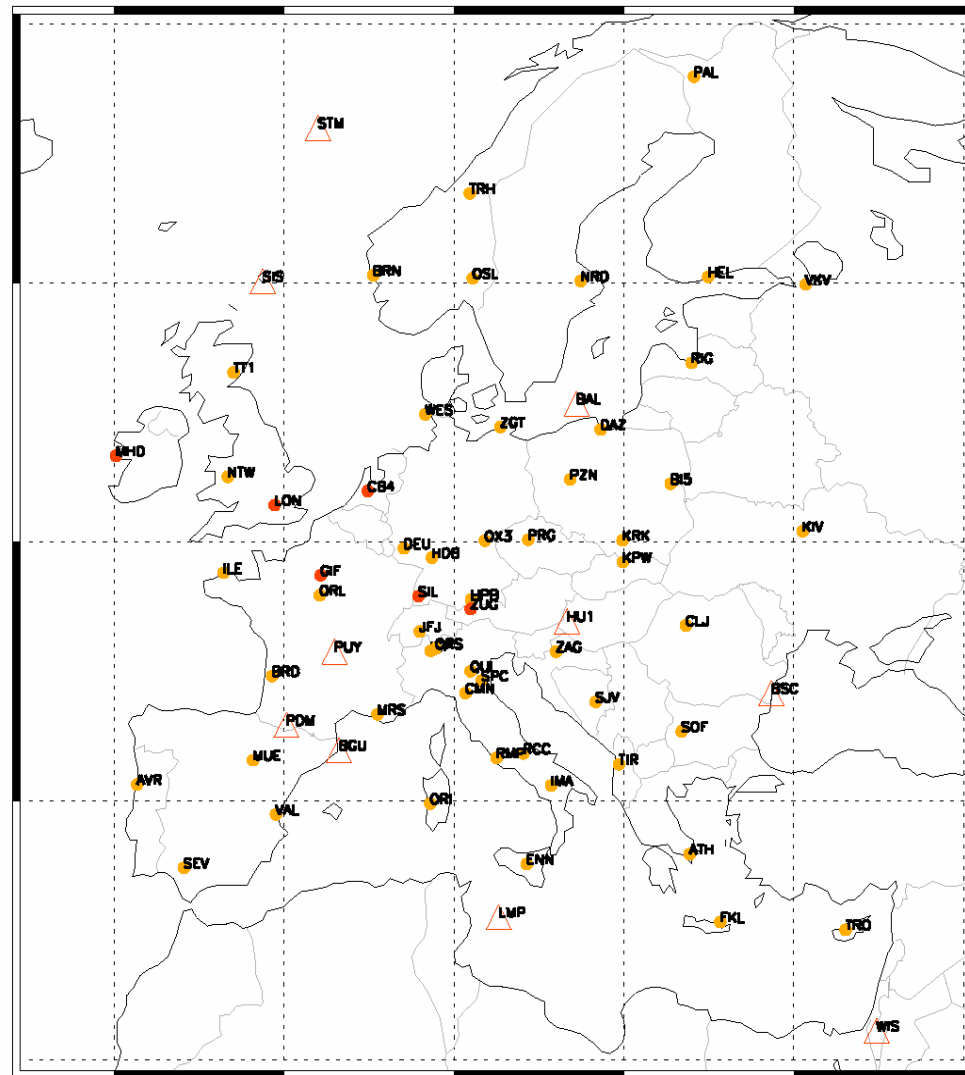 PAL
STM
TRH
BRN
SIS
OSL
NRD
HEL
VKV
RIG
TT1
BAL
WES
ZGT
DAZ
MHD
NTW
PZN
BI5
CB4
LON
KIV
OX3
PRG
KRK
DEU
HDB
KPW
ILE
GIF
ORL
SIL
HPB
ZUG
HU1
CLJ
JFJ
PUY
ZAG
BRD
OUI
SPC
CMN
BSC
SJV
MRS
PDM
SOF
BGU
MUE
RMP
RCC
TIR
AVR
IMA
ORI
VAL
SEV
ENN
ATH
LMP
FKL
TRO
WIS